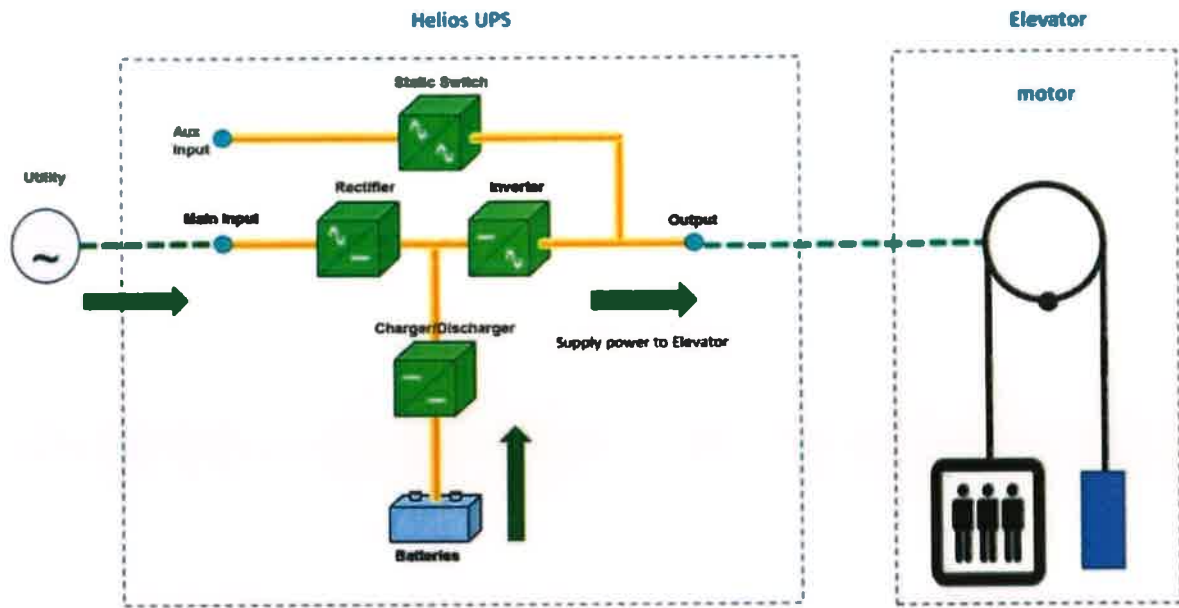 Helios UPS
Elevator
Static Switch
motor
Aux
Input
Utility
Rectifier
Inverter
Main Input
Output
Charger/Discharger
Supply power to Elevator
Batteries